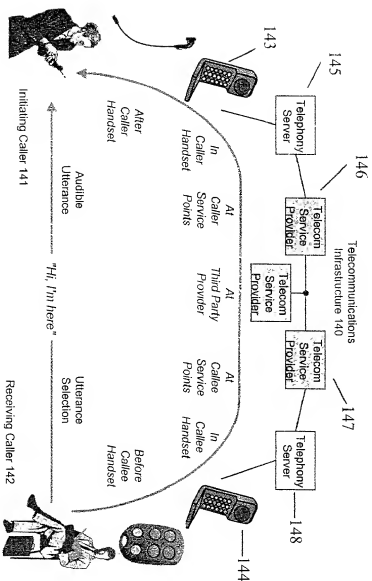 Telecommunications
Infrastructure 140
145
Telephony
Server
146
Telecom
Service
Provider
Telecom
Service
Provider
147
Telecom
Service
Provider
148
Telephony
Server
143
144
After
Caller
Handset
In
Caller
Handset
At
Caller
Service
Points
At
Third Party
Provider
At
Callee
Service
Points
In
Callee
Handset
Before
Callee
Handset
Audible
Utterance
"Hi, I'm here"
Utterance
Selection
Initiating Caller 141
Receiving Caller 142